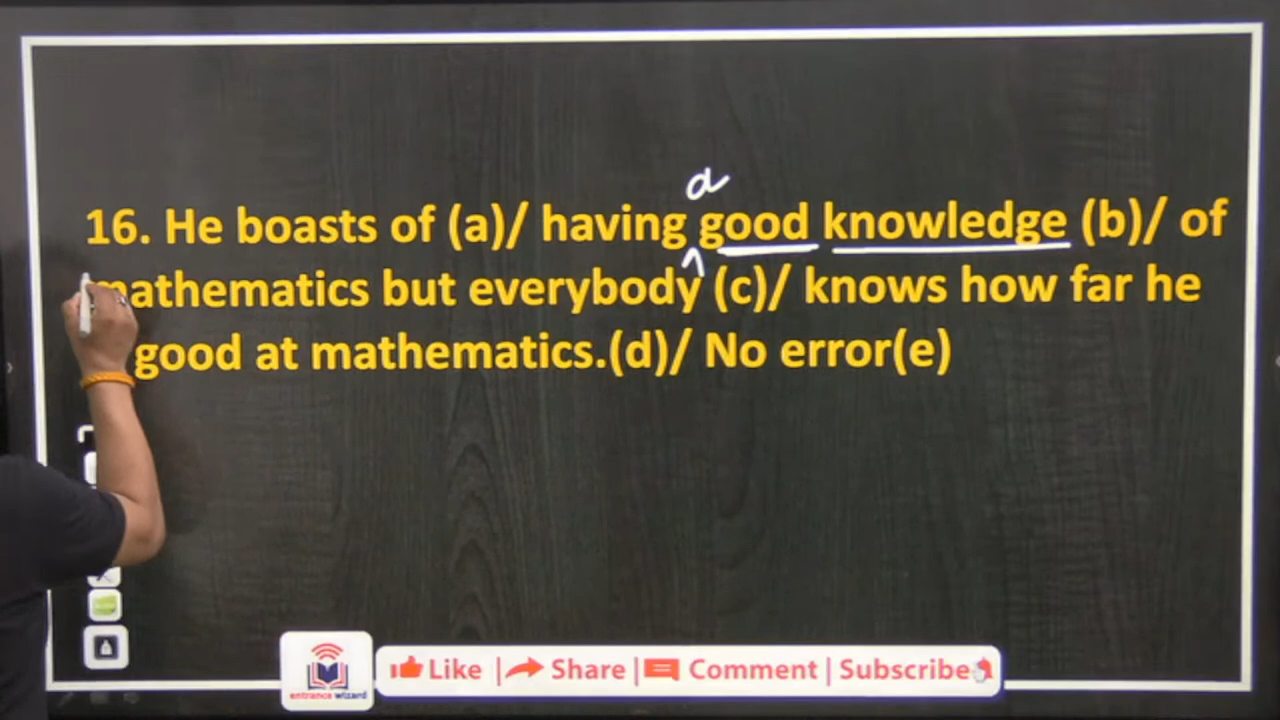 a
16. He boasts of (a)/ having good knowledge (b)/ of
mathematics but everybody (c)/ knows how far he
good at mathematics.(d)/ No error(e)
entrance wizard
Like | Share | Comment | Subscribe